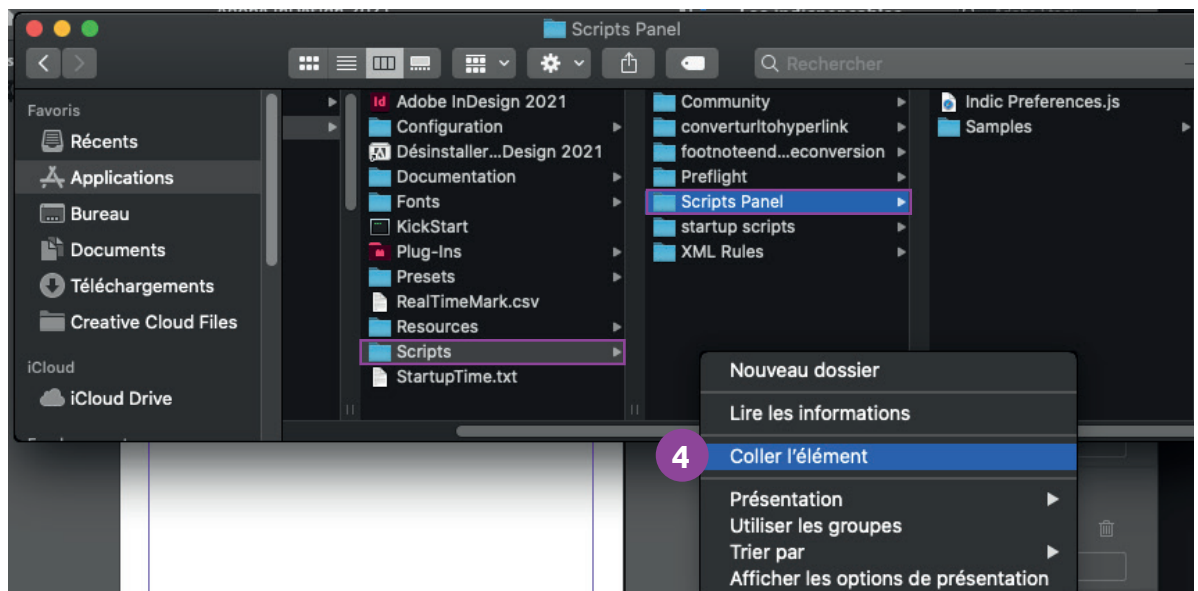 Scripts Panel
Rechercher
Favoris
Récents
Applications
Bureau
Documents
Téléchargements
Creative Cloud Files
iCloud
iCloud Drive
Adobe InDesign 2021
Configuration
Désinstaller...Design 2021
Documentation
Fonts
KickStart
Plug-Ins
Presets
RealTimeMark.csv
Resources
Scripts
StartupTime.txt
Community
converturltohyperlink
footnoteend...econversion
Preflight
Scripts Panel
startup scripts
XML Rules
Indic Preferences.js
Samples
Nouveau dossier
Lire les informations
4 Coller l'élément
Présentation
Utiliser les groupes
Trier par
Afficher les options de présentation